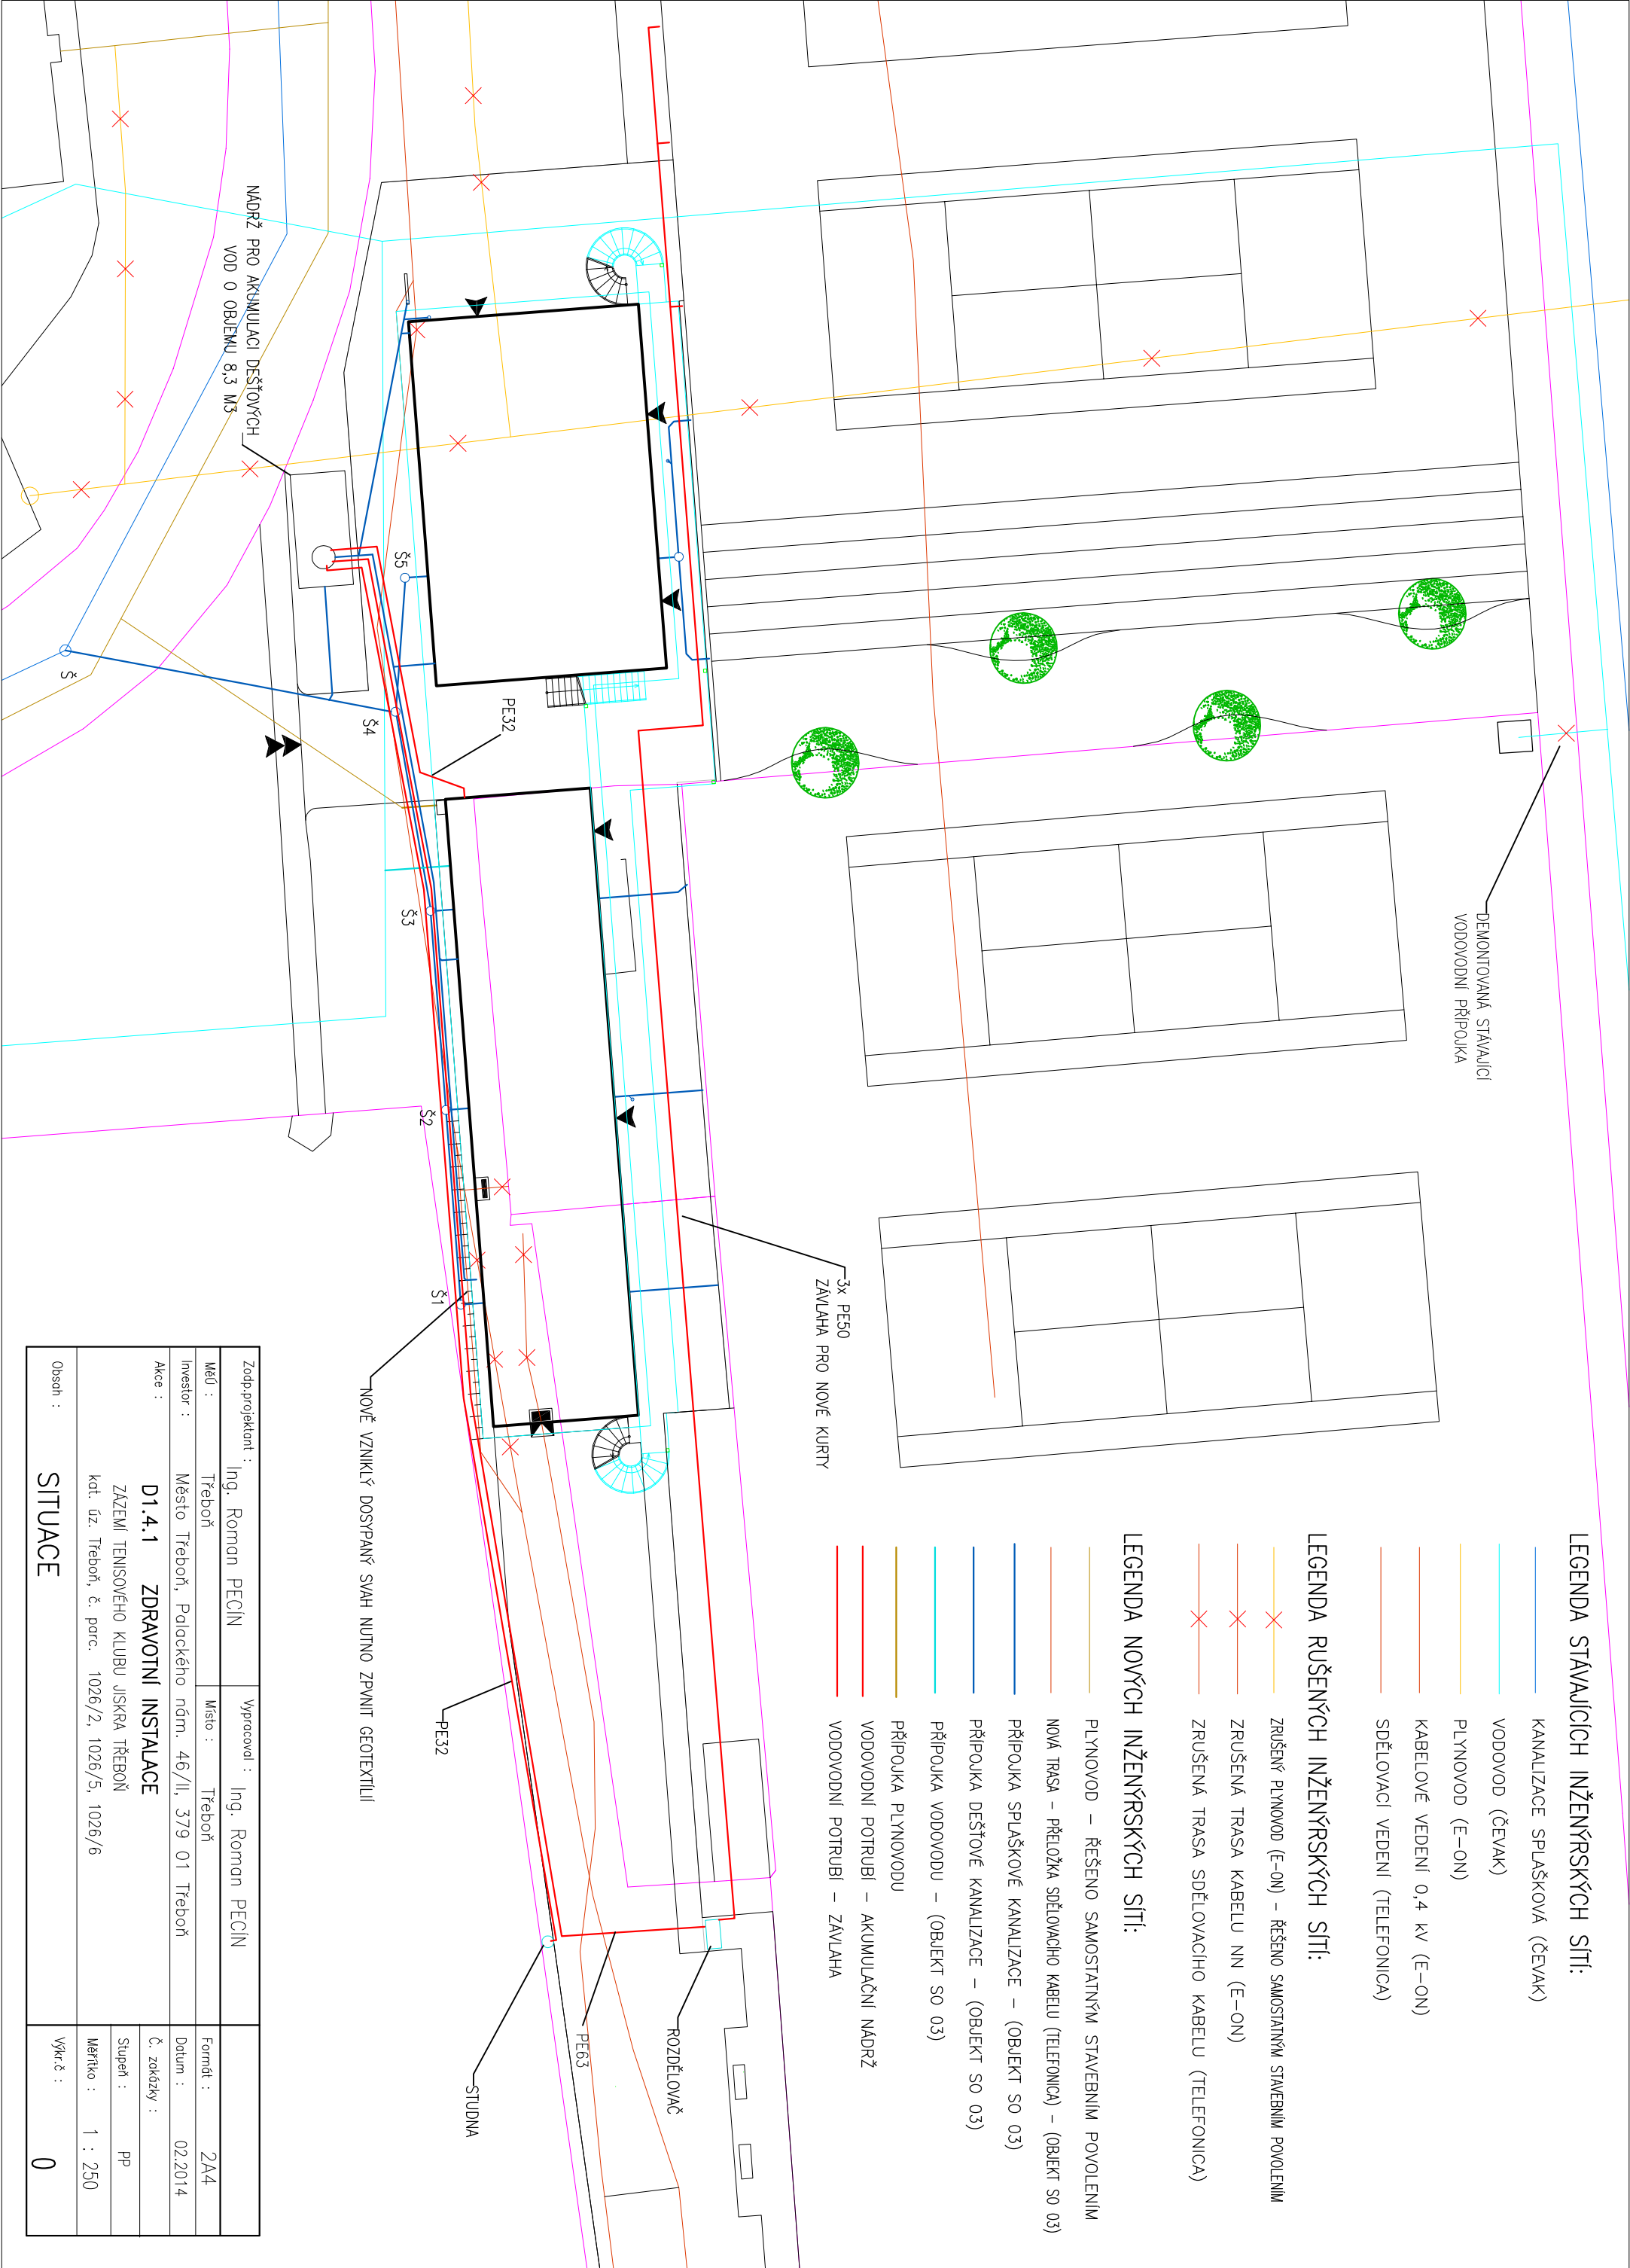 LEGENDA STÁVAJÍCÍCH INŽENÝRSKÝCH SÍTÍ:
KANALIZACE SPLAŠKOVÁ (ČEVAK)
VODOVOD (ČEVAK)
PLYNOVOD (E-ON)
KABELOVÉ VEDENÍ 0,4 kV (E-ON)
SDĚLOVACÍ VEDENÍ (TELEFONICA)
LEGENDA RUŠENÝCH INŽENÝRSKÝCH SÍTÍ:
ZRUŠENÝ PLYNOVOD (E-ON) - ŘEŠENO SAMOSTATNÝM STAVEBNÍM POVOLENÍM
ZRUŠENÁ TRASA KABELU NN (E-ON)
ZRUŠENÁ TRASA SDĚLOVACÍHO KABELU (TELEFONICA)
LEGENDA NOVÝCH INŽENÝRSKÝCH SÍTÍ:
PLYNOVOD - ŘEŠENO SAMOSTATNÝM STAVEBNÍM POVOLENÍM
NOVÁ TRASA - PŘELOŽKA SDĚLOVACÍHO KABELU (TELEFONICA) - (OBJEKT SO 03)
PŘÍPOJKA SPLAŠKOVÉ KANALIZACE - (OBJEKT SO 03)
PŘÍPOJKA DEŠŤOVÉ KANALIZACE - (OBJEKT SO 03)
PŘÍPOJKA VODOVODU - (OBJEKT SO 03)
PŘÍPOJKA PLYNOVODU
VODOVODNÍ POTRUBÍ - AKUMULAČNÍ NÁDRŽ
VODOVODNÍ POTRUBÍ - ZÁVLAHA
DEMONTOVANÁ STÁVAJÍCÍ
VODOVODNÍ PŘÍPOJKA
3x PE50
ZÁVLAHA PRO NOVÉ KURTY
ROZDĚLOVAČ
PE63
STUDNA
PE32
PE32
NÁDRŽ PRO AKUMULACI DEŠŤOVÝCH
VOD O OBJEMU 8,3 M3
Š5
Š4
Š3
Š2
Š1
Š
NOVĚ VZNIKLÝ DOSYPANÝ SVAH NUTNO ZPVNIT GEOTEXTÍLIÍ
Zodp.projektant : Ing. Roman PECÍN
Vypracoval : Ing. Roman PECÍN
MěÚ : Třeboň
Místo : Třeboň
Investor : Město Třeboň, Palackého nám. 46/II, 379 01 Třeboň
Akce : D1.4.1 ZDRAVOTNÍ INSTALACE
ZÁZEMÍ TENISOVÉHO KLUBU JISKRA TŘEBOŇ
kat. úz. Třeboň, č. parc. 1026/2, 1026/5, 1026/6
Obsah : SITUACE
Formát : 2A4
Datum : 02.2014
Č. zakázky :
Stupeň : PP
Měřítko : 1 : 250
Výkr.č : 0